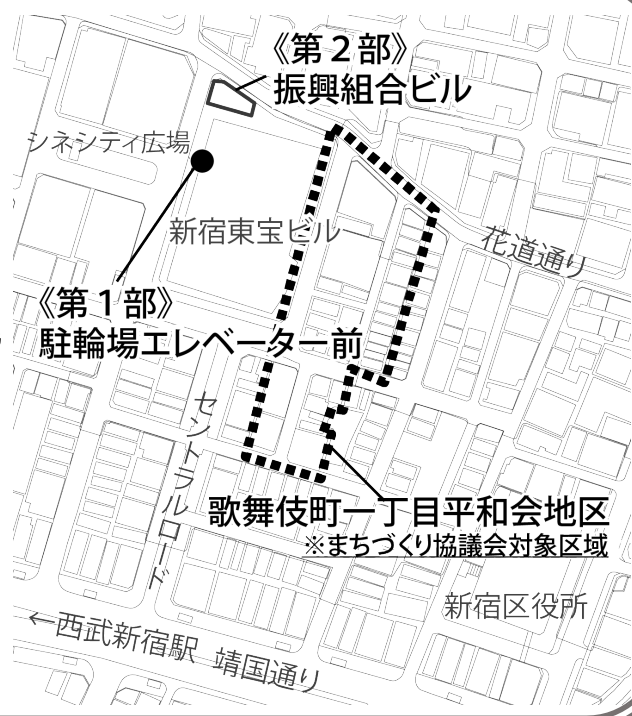 《第２部》
振興組合ビル
シネシティ広場
新宿東宝ビル
花道通り
《第１部》
駐輪場エレベーター前
セントラルロード
歌舞伎町一丁目平和会地区
※まちづくり協議会対象区域
新宿区役所
←西武新宿駅 靖国通り